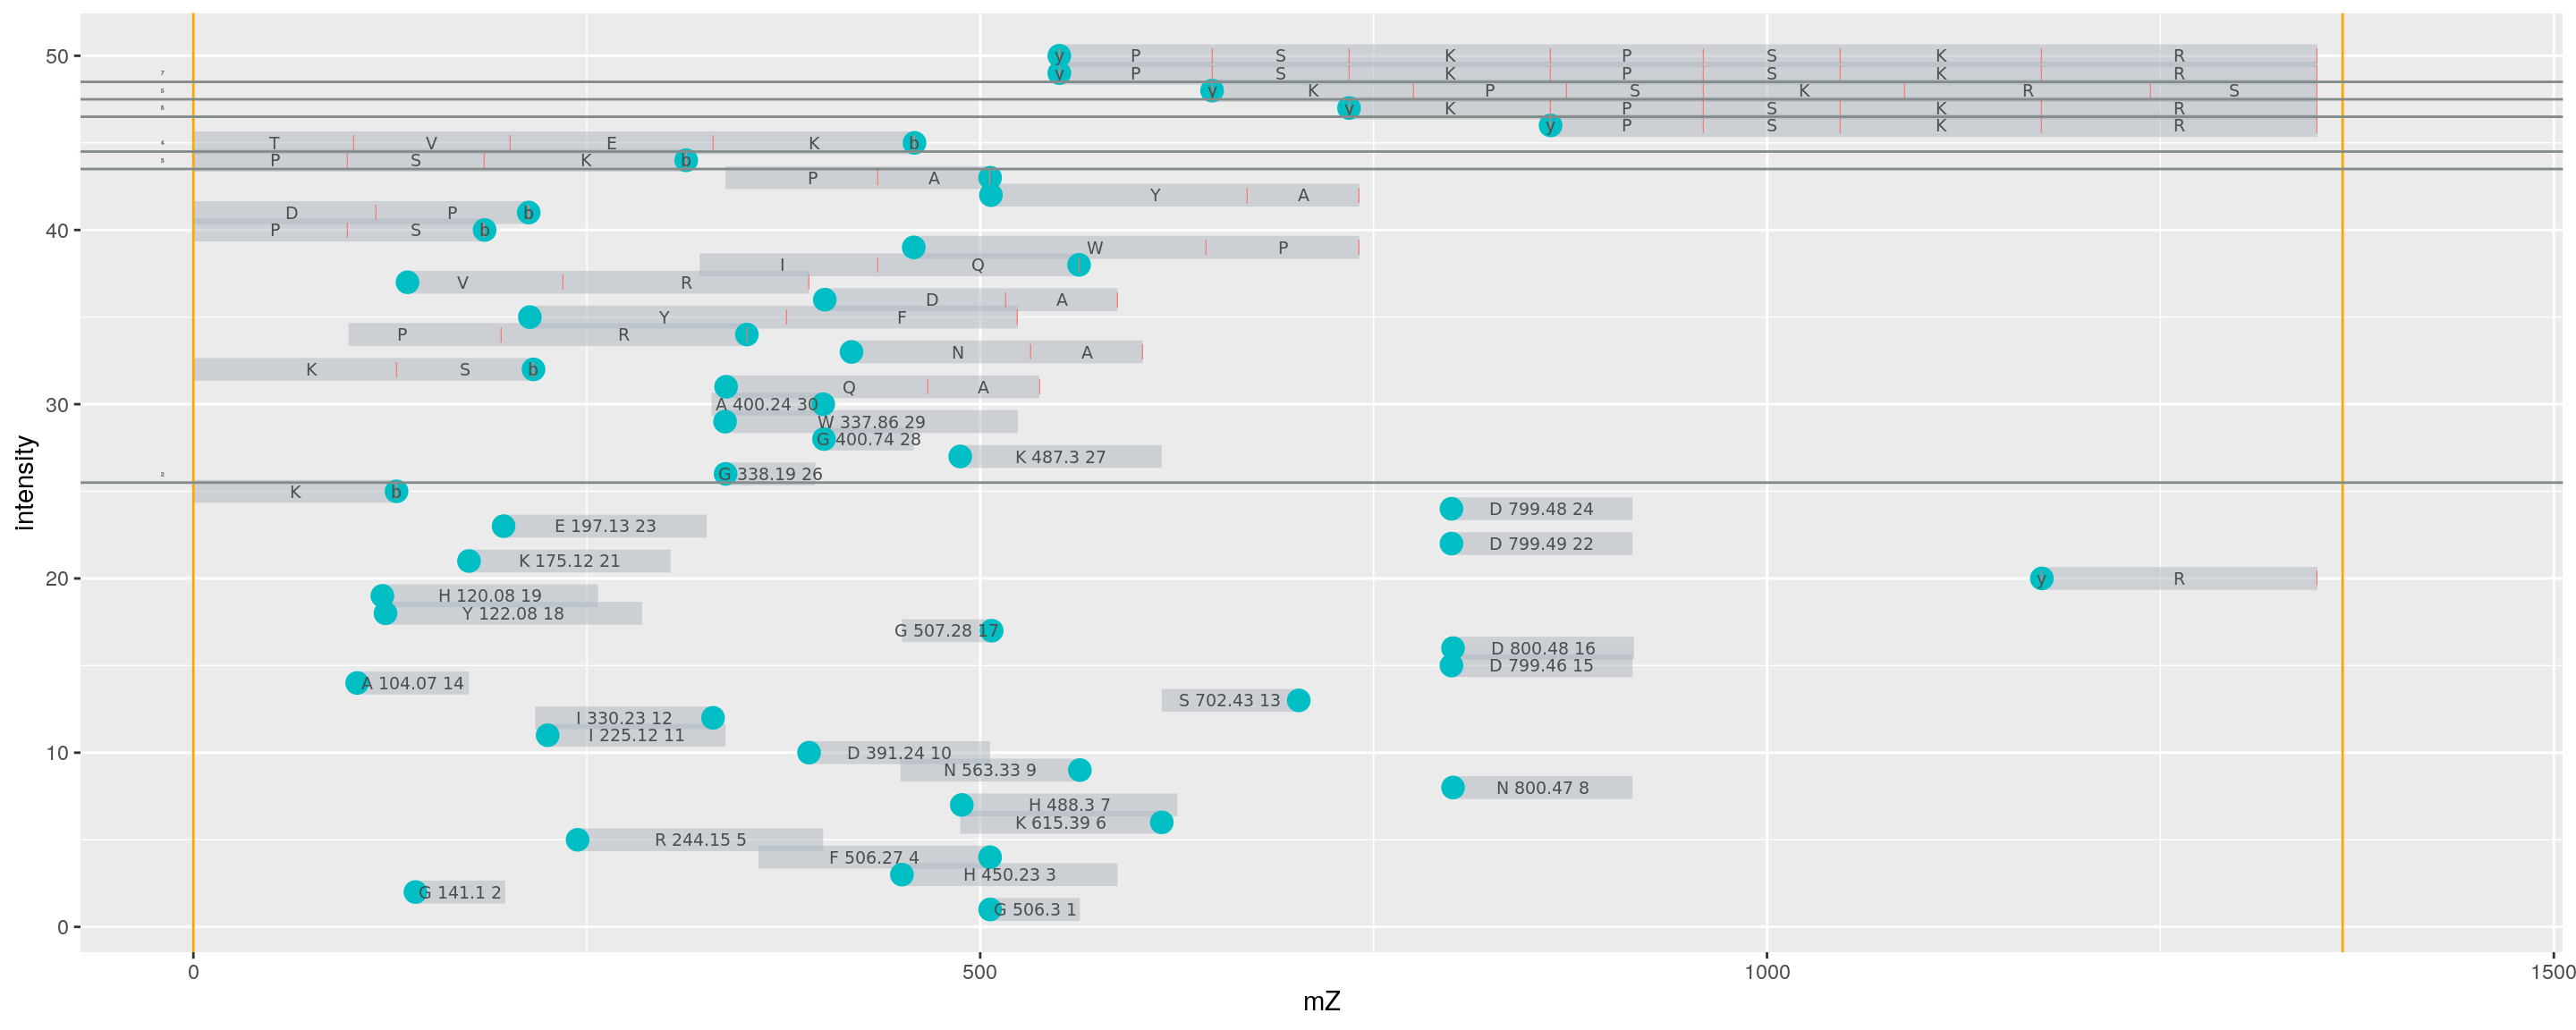 50
y P S K P S K R
7
y P S K P S K R
y K P S K R S
y K P S K R
y P S K R
4
T V E K b
3
P S K b
P A
Y A
D P b
40
P S b
W P
I Q
V R
D A
Y F
P R
N A
K S b
Q A
30
A 400.24 30
W 337.86 29
G 400.74 28
K 487.3 27
2
G 338.19 26
K b
D 799.48 24
E 197.13 23
D 799.49 22
K 175.12 21
20
y R
H 120.08 19
Y 122.08 18
G 507.28 17
D 800.48 16
D 799.46 15
A 104.07 14
S 702.43 13
I 330.23 12
I 225.12 11
10
D 391.24 10
N 563.33 9
N 800.47 8
H 488.3 7
K 615.39 6
R 244.15 5
F 506.27 4
H 450.23 3
G 141.1 2
G 506.3 1
0
intensity
0 500 1000 1500
mZ